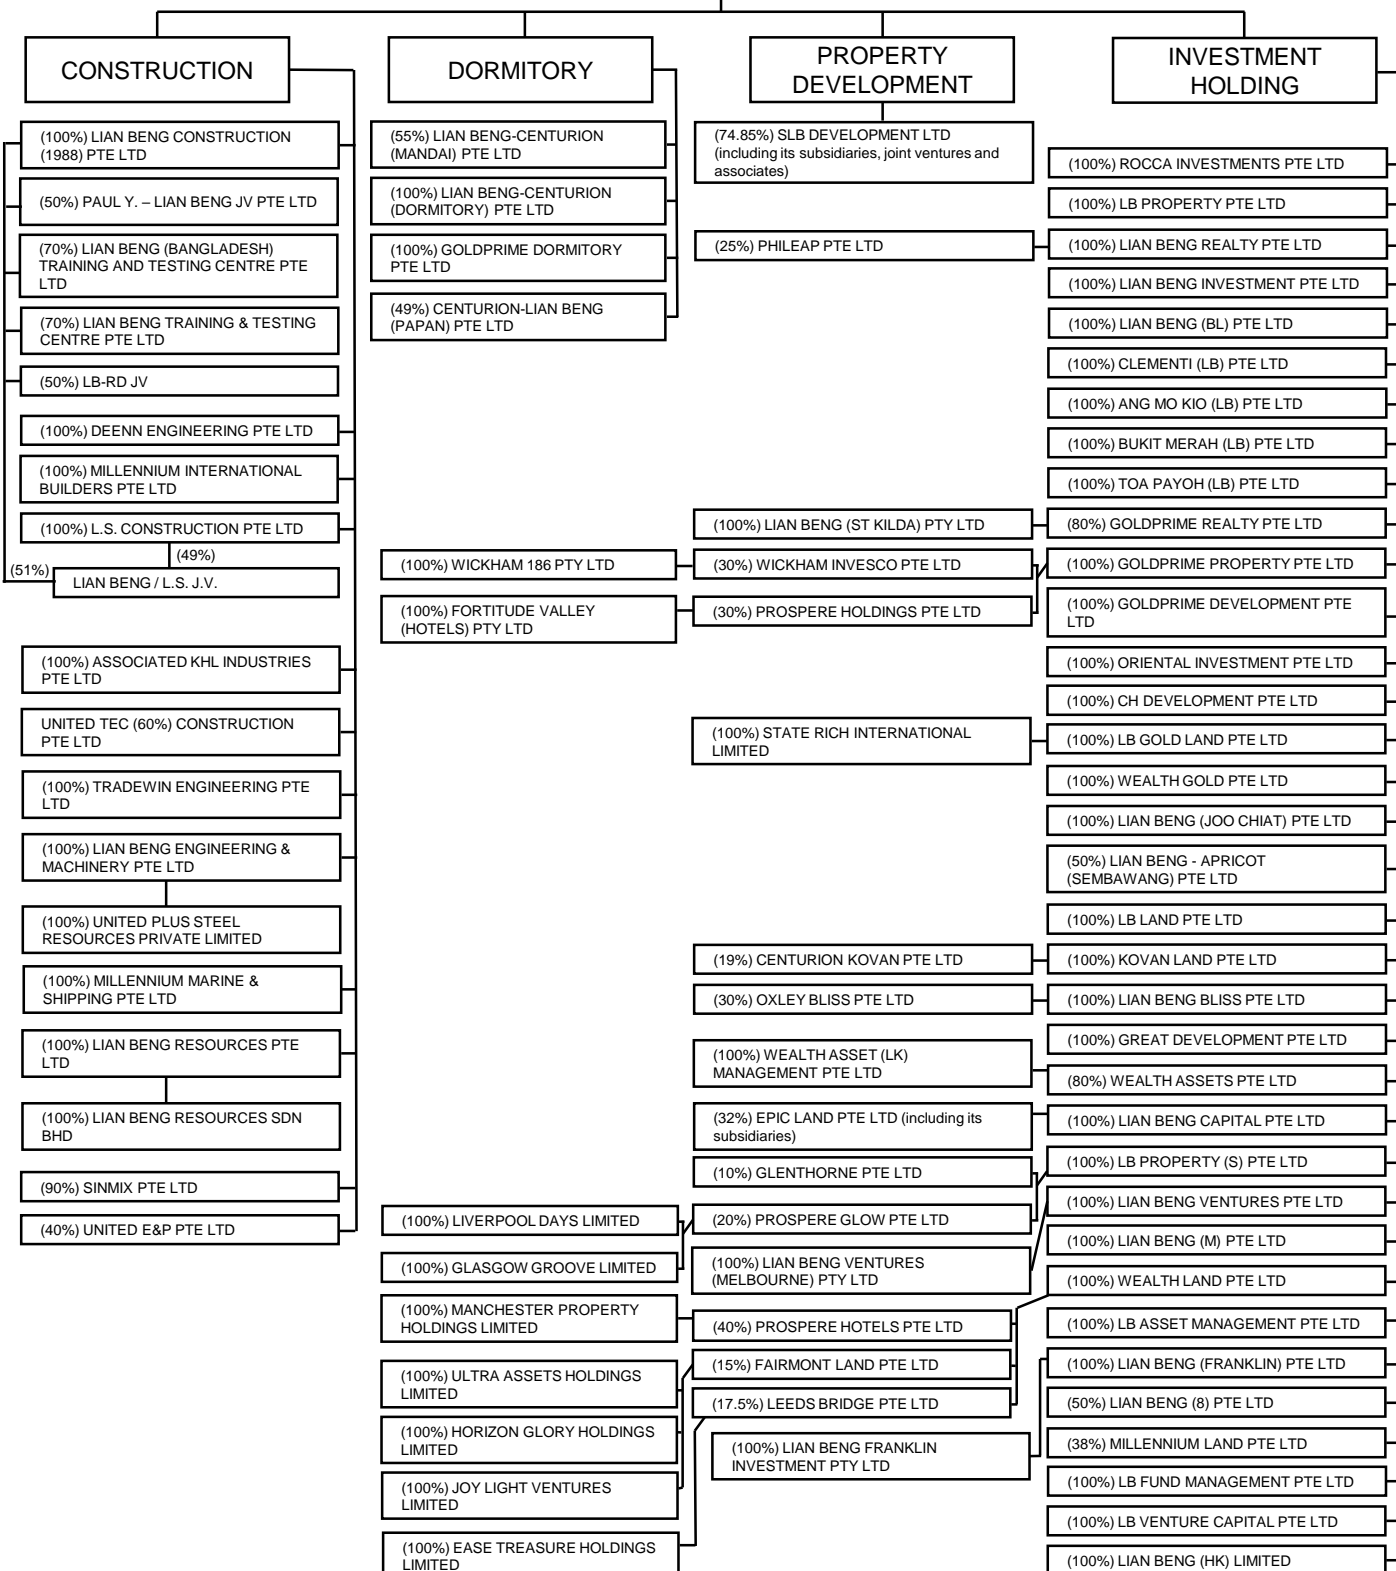 CONSTRUCTION
(100%) LIAN BENG CONSTRUCTION
(1988) PTE LTD
(50%) PAUL Y. – LIAN BENG JV PTE LTD
(70%) LIAN BENG (BANGLADESH)
TRAINING AND TESTING CENTRE PTE
LTD
(70%) LIAN BENG TRAINING & TESTING
CENTRE PTE LTD
(50%) LB-RD JV
(100%) DEENN ENGINEERING PTE LTD
(100%) MILLENNIUM INTERNATIONAL
BUILDERS PTE LTD
(100%) L.S. CONSTRUCTION PTE LTD
(49%)
(51%)
LIAN BENG / L.S. J.V.
(100%) ASSOCIATED KHL INDUSTRIES
PTE LTD
UNITED TEC (60%) CONSTRUCTION
PTE LTD
(100%) TRADEWIN ENGINEERING PTE
LTD
(100%) LIAN BENG ENGINEERING &
MACHINERY PTE LTD
(100%) UNITED PLUS STEEL
RESOURCES PRIVATE LIMITED
(100%) MILLENNIUM MARINE &
SHIPPING PTE LTD
(100%) LIAN BENG RESOURCES PTE
LTD
(100%) LIAN BENG RESOURCES SDN
BHD
(90%) SINMIX PTE LTD
(40%) UNITED E&P PTE LTD
DORMITORY
(55%) LIAN BENG-CENTURION
(MANDAI) PTE LTD
(100%) LIAN BENG-CENTURION
(DORMITORY) PTE LTD
(100%) GOLDPRIME DORMITORY
PTE LTD
(49%) CENTURION-LIAN BENG
(PAPAN) PTE LTD
(100%) WICKHAM 186 PTY LTD
(100%) FORTITUDE VALLEY
(HOTELS) PTY LTD
(100%) LIVERPOOL DAYS LIMITED
(100%) GLASGOW GROOVE LIMITED
(100%) MANCHESTER PROPERTY
HOLDINGS LIMITED
(100%) ULTRA ASSETS HOLDINGS
LIMITED
(100%) HORIZON GLORY HOLDINGS
LIMITED
(100%) JOY LIGHT VENTURES
LIMITED
(100%) EASE TREASURE HOLDINGS
LIMITED
PROPERTY
DEVELOPMENT
(74.85%) SLB DEVELOPMENT LTD
(including its subsidiaries, joint ventures and
associates)
(25%) PHILEAP PTE LTD
(100%) LIAN BENG (ST KILDA) PTY LTD
(30%) WICKHAM INVESCO PTE LTD
(30%) PROSPERE HOLDINGS PTE LTD
(100%) STATE RICH INTERNATIONAL
LIMITED
(19%) CENTURION KOVAN PTE LTD
(30%) OXLEY BLISS PTE LTD
(100%) WEALTH ASSET (LK)
MANAGEMENT PTE LTD
(32%) EPIC LAND PTE LTD (including its
subsidiaries)
(10%) GLENTHORNE PTE LTD
(20%) PROSPERE GLOW PTE LTD
(100%) LIAN BENG VENTURES
(MELBOURNE) PTY LTD
(40%) PROSPERE HOTELS PTE LTD
(15%) FAIRMONT LAND PTE LTD
(17.5%) LEEDS BRIDGE PTE LTD
(100%) LIAN BENG FRANKLIN
INVESTMENT PTY LTD
INVESTMENT
HOLDING
(100%) ROCCA INVESTMENTS PTE LTD
(100%) LB PROPERTY PTE LTD
(100%) LIAN BENG REALTY PTE LTD
(100%) LIAN BENG INVESTMENT PTE LTD
(100%) LIAN BENG (BL) PTE LTD
(100%) CLEMENTI (LB) PTE LTD
(100%) ANG MO KIO (LB) PTE LTD
(100%) BUKIT MERAH (LB) PTE LTD
(100%) TOA PAYOH (LB) PTE LTD
(80%) GOLDPRIME REALTY PTE LTD
(100%) GOLDPRIME PROPERTY PTE LTD
(100%) GOLDPRIME DEVELOPMENT PTE
LTD
(100%) ORIENTAL INVESTMENT PTE LTD
(100%) CH DEVELOPMENT PTE LTD
(100%) LB GOLD LAND PTE LTD
(100%) WEALTH GOLD PTE LTD
(100%) LIAN BENG (JOO CHIAT) PTE LTD
(50%) LIAN BENG - APRICOT
(SEMBAWANG) PTE LTD
(100%) LB LAND PTE LTD
(100%) KOVAN LAND PTE LTD
(100%) LIAN BENG BLISS PTE LTD
(100%) GREAT DEVELOPMENT PTE LTD
(80%) WEALTH ASSETS PTE LTD
(100%) LIAN BENG CAPITAL PTE LTD
(100%) LB PROPERTY (S) PTE LTD
(100%) LIAN BENG VENTURES PTE LTD
(100%) LIAN BENG (M) PTE LTD
(100%) WEALTH LAND PTE LTD
(100%) LB ASSET MANAGEMENT PTE LTD
(100%) LIAN BENG (FRANKLIN) PTE LTD
(50%) LIAN BENG (8) PTE LTD
(38%) MILLENNIUM LAND PTE LTD
(100%) LB FUND MANAGEMENT PTE LTD
(100%) LB VENTURE CAPITAL PTE LTD
(100%) LIAN BENG (HK) LIMITED